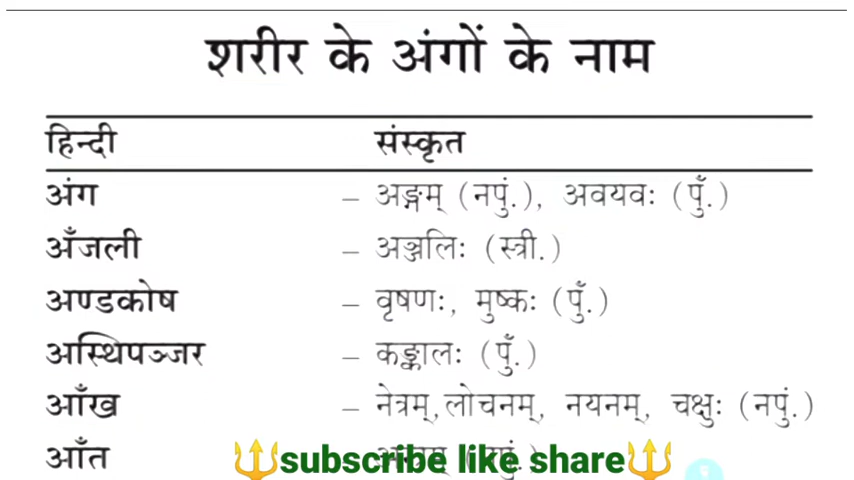 शरीर के अंगों के नाम
हिन्दी संस्कृत
अंग – अङ्गम् (नपुं.), अवयवः (पुँ.)
अँजली – अञ्जलिः (स्त्री.)
अण्डकोष – वृषणः, मुष्कः (पुँ.)
अस्थिपञ्जर – कङ्कालः (पुँ.)
आँख – नेत्रम्, लोचनम्, नयनम्, चक्षुः (नपुं.)
आँत
🔱subscribe like share🔱